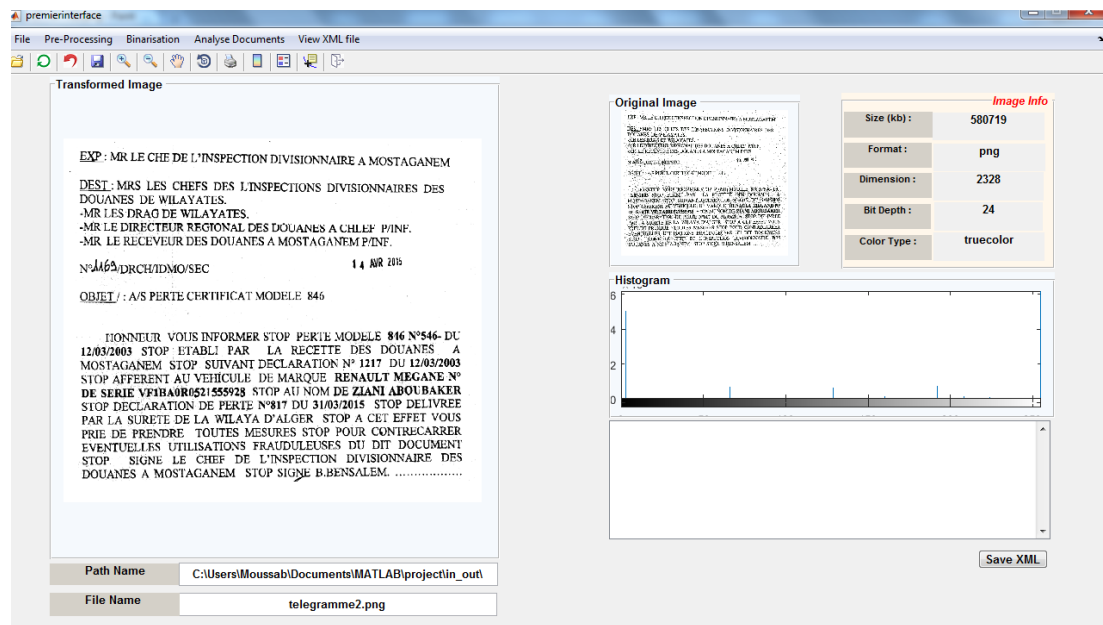 premierinterface
File Pre-Processing Binarisation Analyse Documents View XML file
Transformed Image
EXP : MR LE CHE DE L'INSPECTION DIVISIONNAIRE A MOSTAGANEM
DEST : MRS LES CHEFS DES L'INSPECTIONS DIVISIONNAIRES DES
DOUANES DE WILAYATES.
-MR LES DRAG DE WILAYATES.
-MR LE DIRECTEUR REGIONAL DES DOUANES A CHLEF P/INF.
-MR LE RECEVEUR DES DOUANES A MOSTAGANEM P/INF.
N°1169/DRCH/IDMO/SEC 14 AVR 2015
OBJET / : A/S PERTE CERTIFICAT MODELE 846
HONNEUR VOUS INFORMER STOP PERTE MODELE 846 N°546- DU
12/03/2003 STOP ETABLI PAR LA RECETTE DES DOUANES A
MOSTAGANEM STOP SUIVANT DECLARATION N° 1217 DU 12/03/2003
STOP AFFERENT AU VEHICULE DE MARQUE RENAULT MEGANE N°
DE SERIE VF1BA0R0521555928 STOP AU NOM DE ZIANI ABOUBAKER
STOP DECLARATION DE PERTE N°817 DU 31/03/2015 STOP DELIVREE
PAR LA SURETE DE LA WILAYA D'ALGER STOP A CET EFFET VOUS
PRIE DE PRENDRE TOUTES MESURES STOP POUR CONTRECARRER
EVENTUELLES UTILISATIONS FRAUDULEUSES DU DIT DOCUMENT
STOP SIGNE LE CHEF DE L'INSPECTION DIVISIONNAIRE DES
DOUANES A MOSTAGANEM STOP SIGNE B.BENSALEM. ..................
Path Name C:\Users\Moussab\Documents\MATLAB\project\in_out\
File Name telegramme2.png
Original Image
Image Info
Size (kb) : 580719
Format : png
Dimension : 2328
Bit Depth : 24
Color Type : truecolor
Histogram
6
4
2
0
Save XML